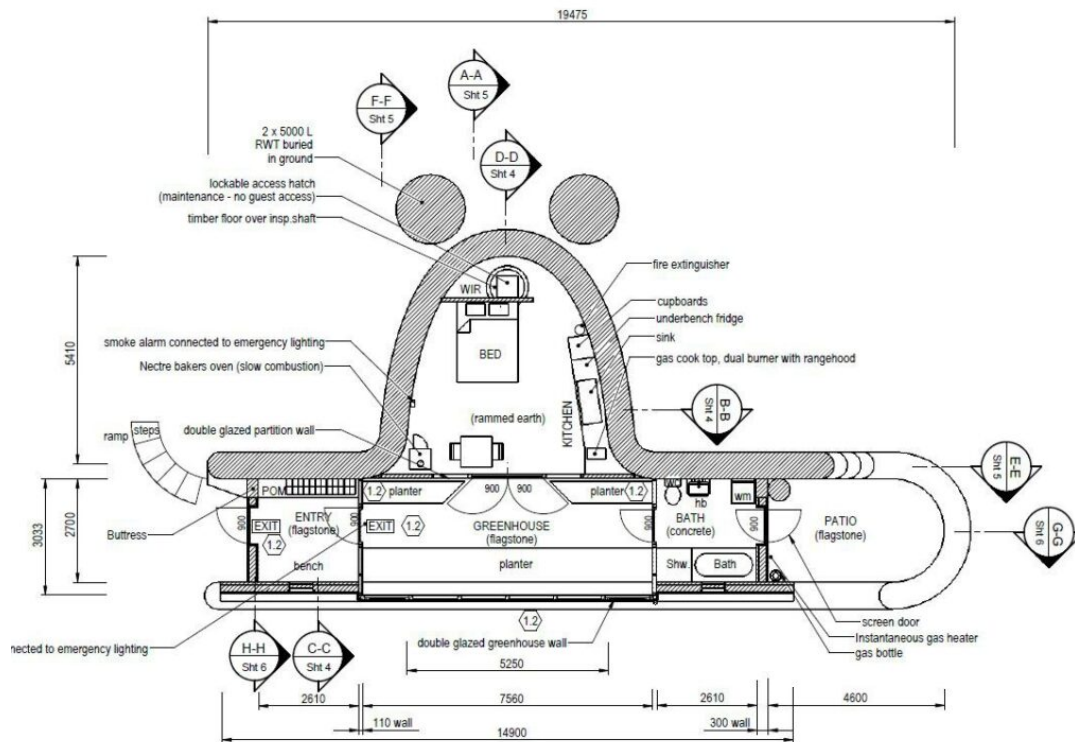 19475
A-A
Sht 5
F-F
Sht 5
D-D
Sht 4
2 x 5000 L
RWT buried
in ground
lockable access hatch
(maintenance - no guest access)
timber floor over insp.shaft
WIR
fire extinguisher
cupboards
underbench fridge
sink
gas cook top, dual burner with rangehood
5410
smoke alarm connected to emergency lighting
Nectre bakers oven (slow combustion)
BED
(rammed earth)
KITCHEN
B-B
Sht 4
double glazed partition wall
ramp
steps
E-E
Sht 5
G-G
Sht 6
3033
2700
POM
1.2
planter
900
900
planter
1.2
WC
hb
wm
Buttress
900
EXIT
ENTRY
(flagstone)
1.2
900
EXIT
1.2
GREENHOUSE
(flagstone)
900
BATH
(concrete)
900
PATIO
(flagstone)
bench
planter
Shw.
Bath
1.2
screen door
Instantaneous gas heater
gas bottle
nected to emergency lighting
H-H
Sht 6
C-C
Sht 4
double glazed greenhouse wall
5250
2610
7560
2610
4600
110 wall
300 wall
14900